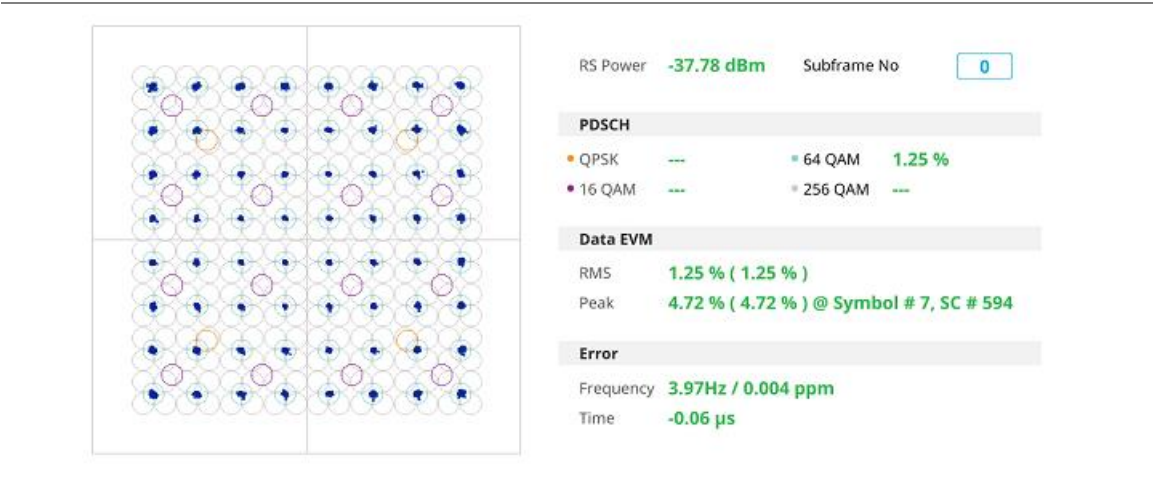 RS Power -37.78 dBm Subframe No 0
PDSCH
QPSK --- 64 QAM 1.25 %
16 QAM --- 256 QAM ---
Data EVM
RMS 1.25 % ( 1.25 % )
Peak 4.72 % ( 4.72 % ) @ Symbol # 7, SC # 594
Error
Frequency 3.97Hz / 0.004 ppm
Time -0.06 µs